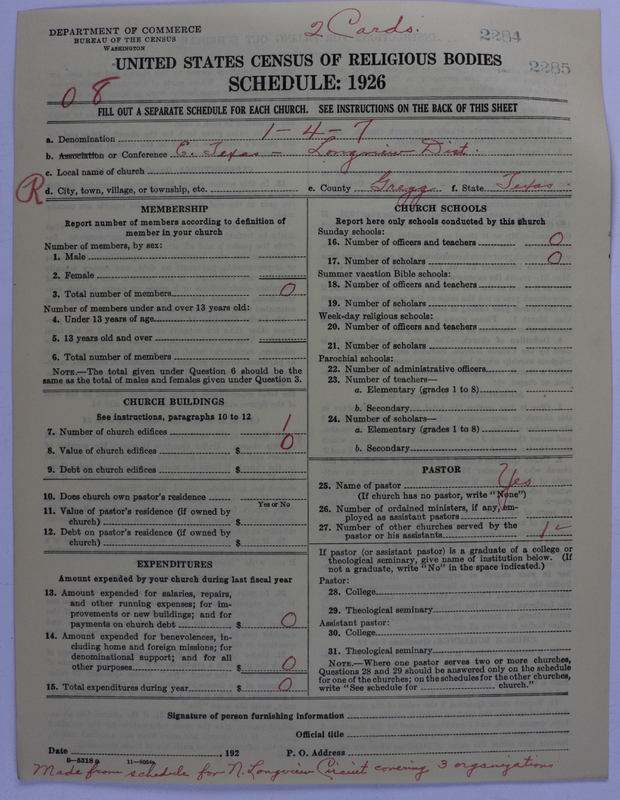 2 Cards.
DEPARTMENT OF COMMERCE
BUREAU OF THE CENSUS
WASHINGTON
2284
2285
UNITED STATES CENSUS OF RELIGIOUS BODIES
SCHEDULE: 1926
08
FILL OUT A SEPARATE SCHEDULE FOR EACH CHURCH. SEE INSTRUCTIONS ON THE BACK OF THIS SHEET
a. Denomination 1-4-7
b. Association or Conference E. Texas - Longview Dist.
c. Local name of church
R d. City, town, village, or township, etc. e. County Gregg f. State Texas.
MEMBERSHIP
Report number of members according to definition of
member in your church
Number of members, by sex:
1. Male
2. Female
3. Total number of members 0
Number of members under and over 13 years old:
4. Under 13 years of age
5. 13 years old and over
6. Total number of members
NOTE.—The total given under Question 6 should be
same as the total of males and females given under Question 3.
CHURCH BUILDINGS
See instructions, paragraphs 10 to 12
7. Number of church edifices 1
8. Value of church edifices $ 0
9. Debt on church edifices $
10. Does church own pastor's residence
Yes or No
11. Value of pastor's residence (if owned by
church) $
12. Debt on pastor's residence (if owned by
church) $
EXPENDITURES
Amount expended by your church during last fiscal year
13. Amount expended for salaries, repairs,
and other running expenses; for im-
provements or new buildings; and for
payments on church debt $ 0
14. Amount expended for benevolences, in-
cluding home and foreign missions; for
denominational support; and for all
other purposes $ 0
15. Total expenditures during year $ 0
CHURCH SCHOOLS
Report here only schools conducted by this church
Sunday schools:
16. Number of officers and teachers 0
17. Number of scholars 0
Summer vacation Bible schools:
18. Number of officers and teachers
19. Number of scholars
Week-day religious schools:
20. Number of officers and teachers
21. Number of scholars
Parochial schools:
22. Number of administrative officers
23. Number of teachers—
a. Elementary (grades 1 to 8)
b. Secondary
24. Number of scholars—
a. Elementary (grades 1 to 8)
b. Secondary
PASTOR
25. Name of pastor Yes
(If church has no pastor, write "None")
26. Number of ordained ministers, if any, em-
ployed as assistant pastors
27. Number of other churches served by the
pastor or his assistants
If pastor (or assistant pastor) is a graduate of a college or
theological seminary, give name of institution below. (If
not a graduate, write "No" in the space indicated.)
Pastor:
28. College
29. Theological seminary
Assistant pastor:
30. College
31. Theological seminary
NOTE.—Where one pastor serves two or more churches,
Questions 28 and 29 should be answered only on the schedule
for one of the churches; on the schedules for the other churches,
write "See schedule for church."
Signature of person furnishing information
Official title
Date , 192 P. O. Address
Made from schedule for N. Longview Circuit covering 3 organizations